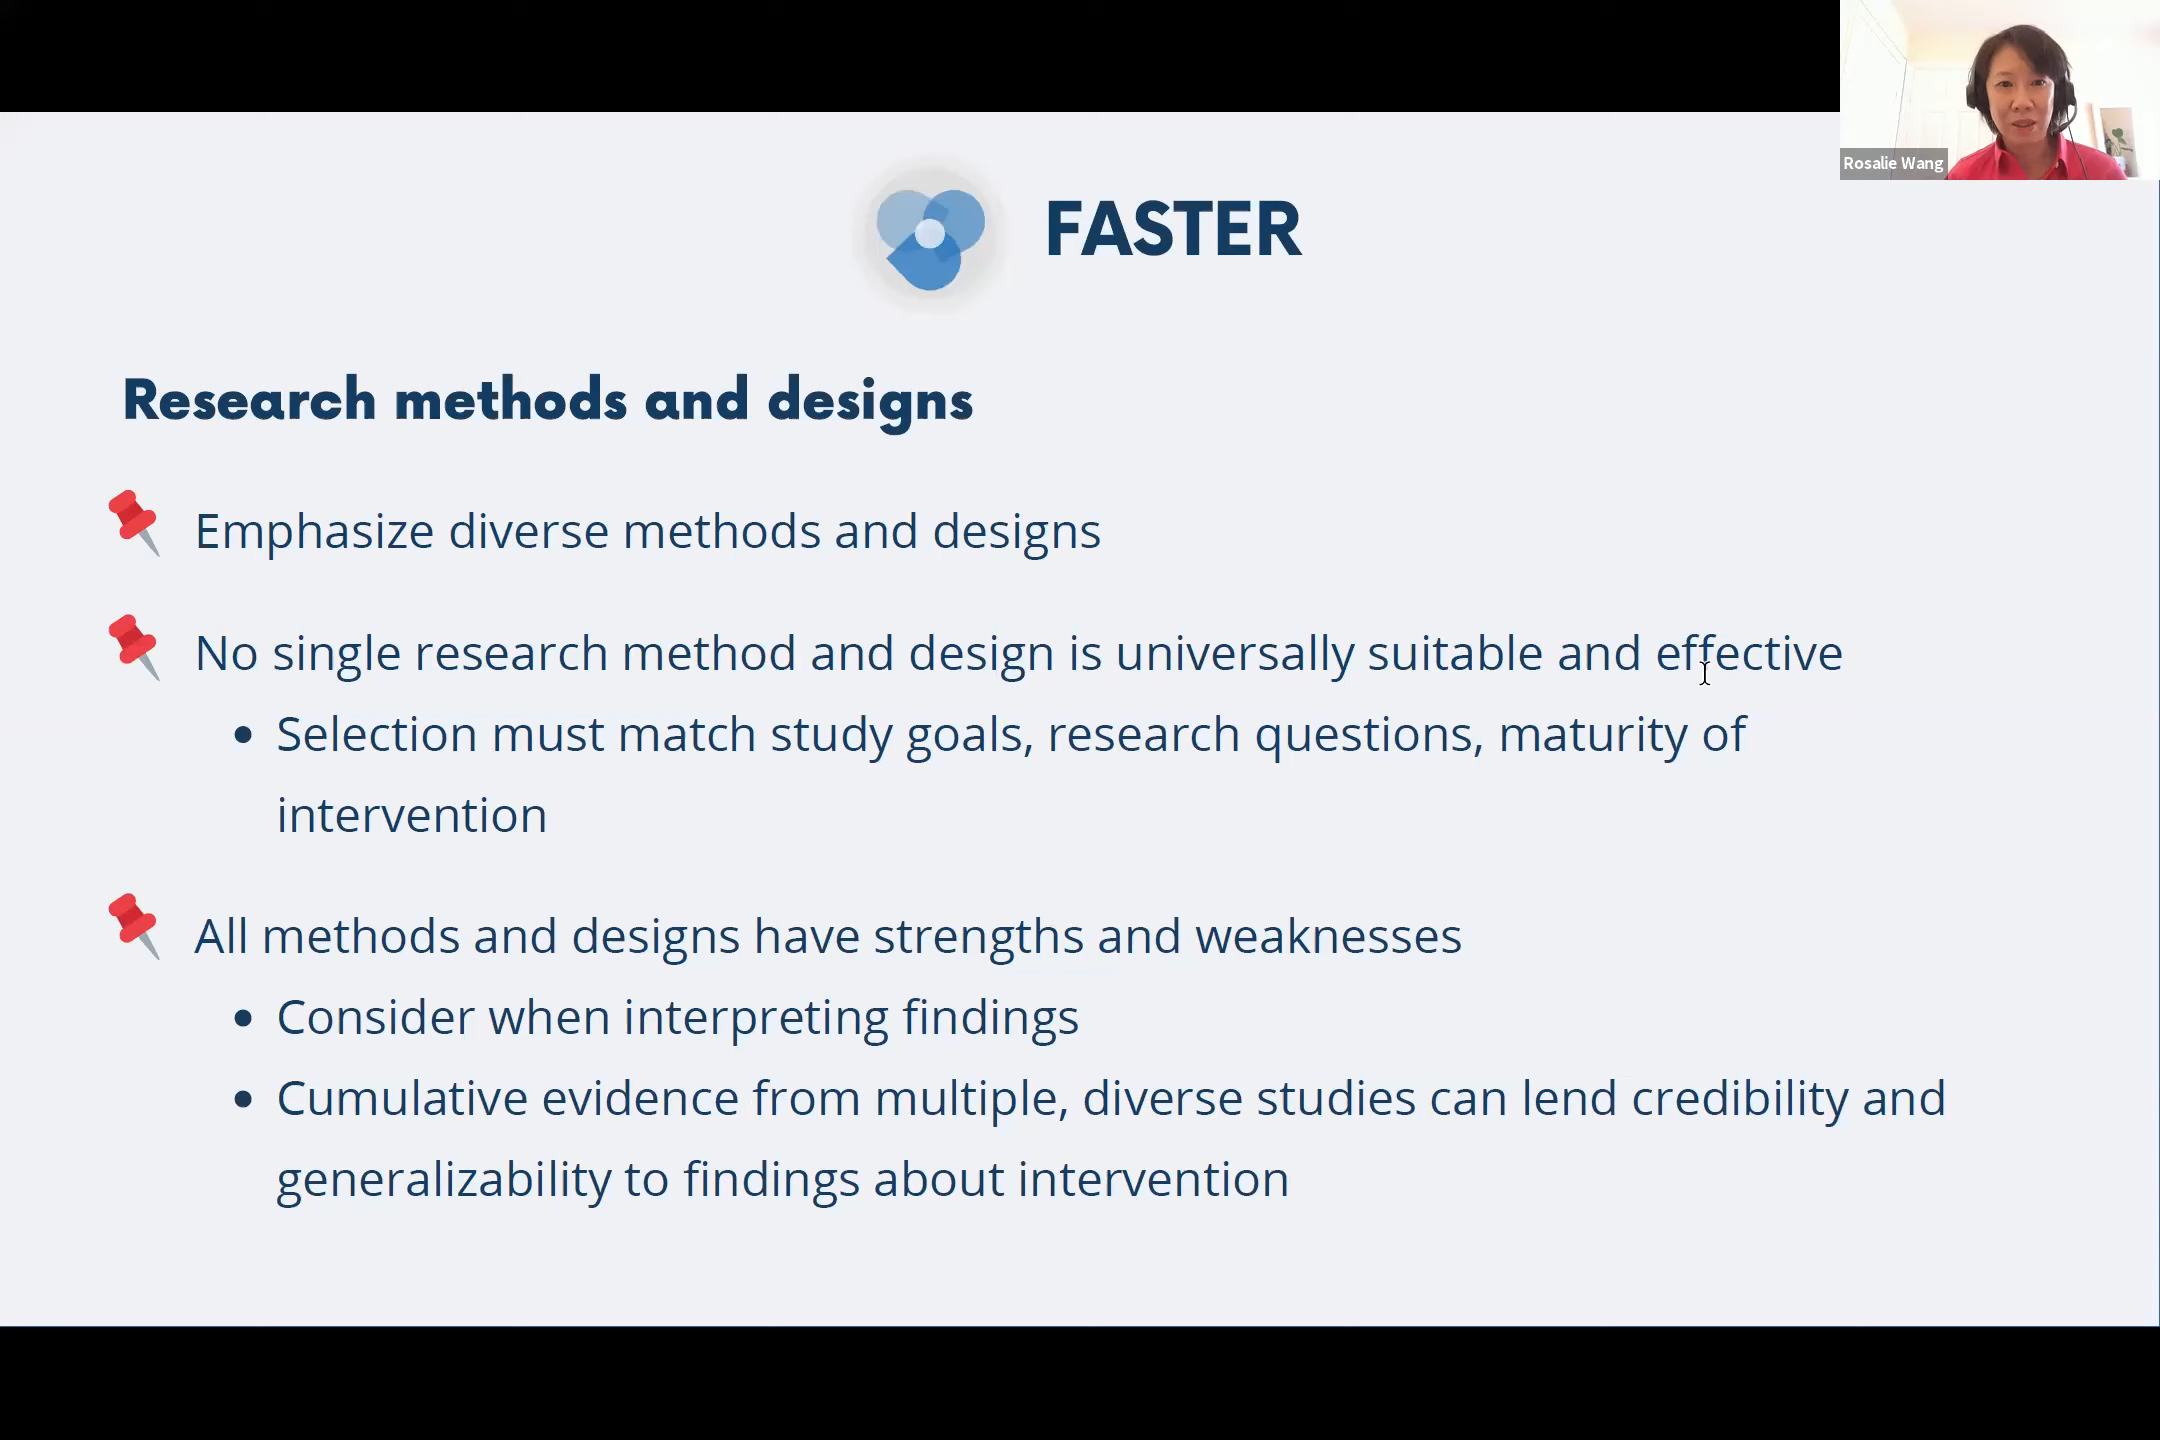 Rosalie Wang
FASTER
Research methods and designs
Emphasize diverse methods and designs
No single research method and design is universally suitable and effective
Selection must match study goals, research questions, maturity of
intervention
All methods and designs have strengths and weaknesses
Consider when interpreting findings
Cumulative evidence from multiple, diverse studies can lend credibility and
generalizability to findings about intervention